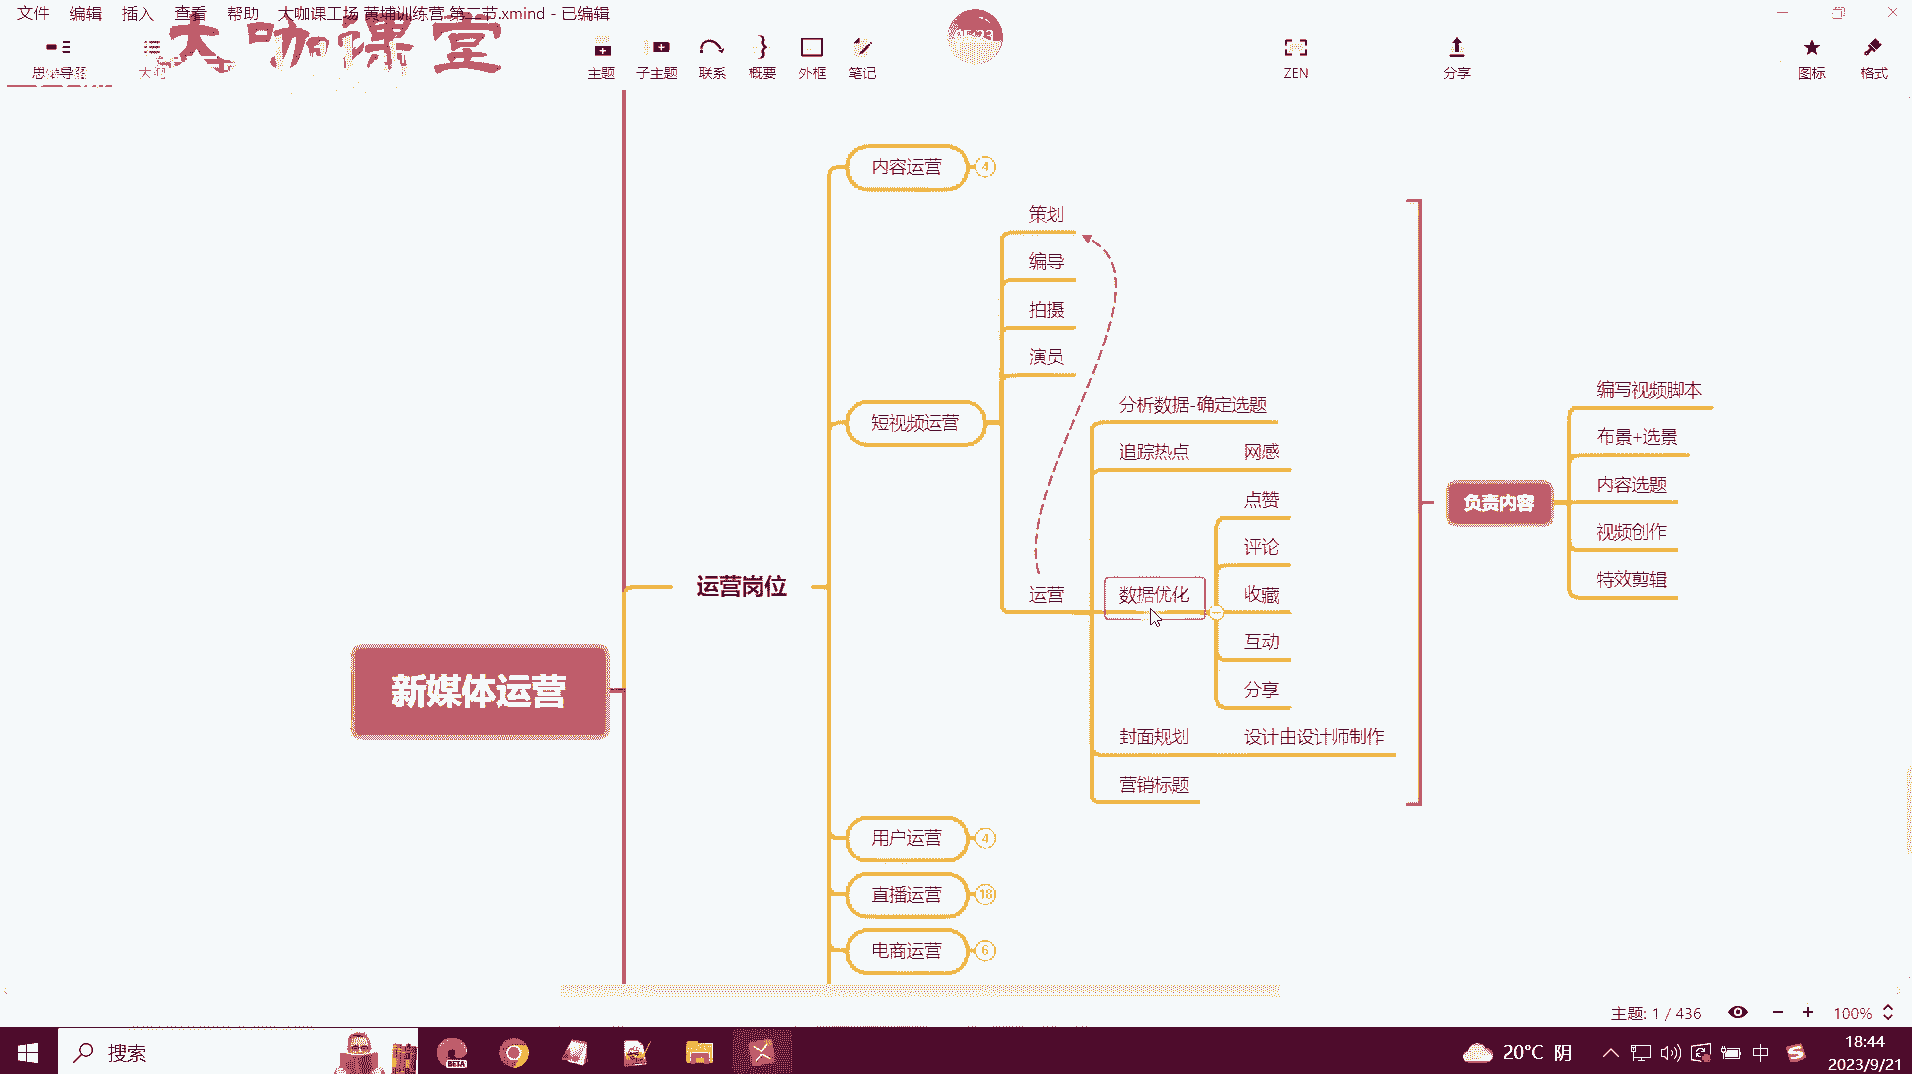 文件 编辑 插入 查看 帮助 大咖课工场 黄埔训练营 第二节.xmind - 已编辑
大咖课堂
思维导图 大纲 主题 子主题 联系 概要 外框 笔记 ZEN 分享 图标 格式
新媒体运营
运营岗位
内容运营 4
短视频运营
策划
编导
拍摄
演员
运营
分析数据-确定选题
追踪热点 网感
数据优化
点赞
评论
收藏
互动
分享
封面规划 设计由设计师制作
营销标题
负责内容
编写视频脚本
布景+选景
内容选题
视频创作
特效剪辑
用户运营 4
直播运营 18
电商运营 6
主题: 1 / 436 100%
搜索
BETA
20°C 阴
中
18:44
2023/9/21